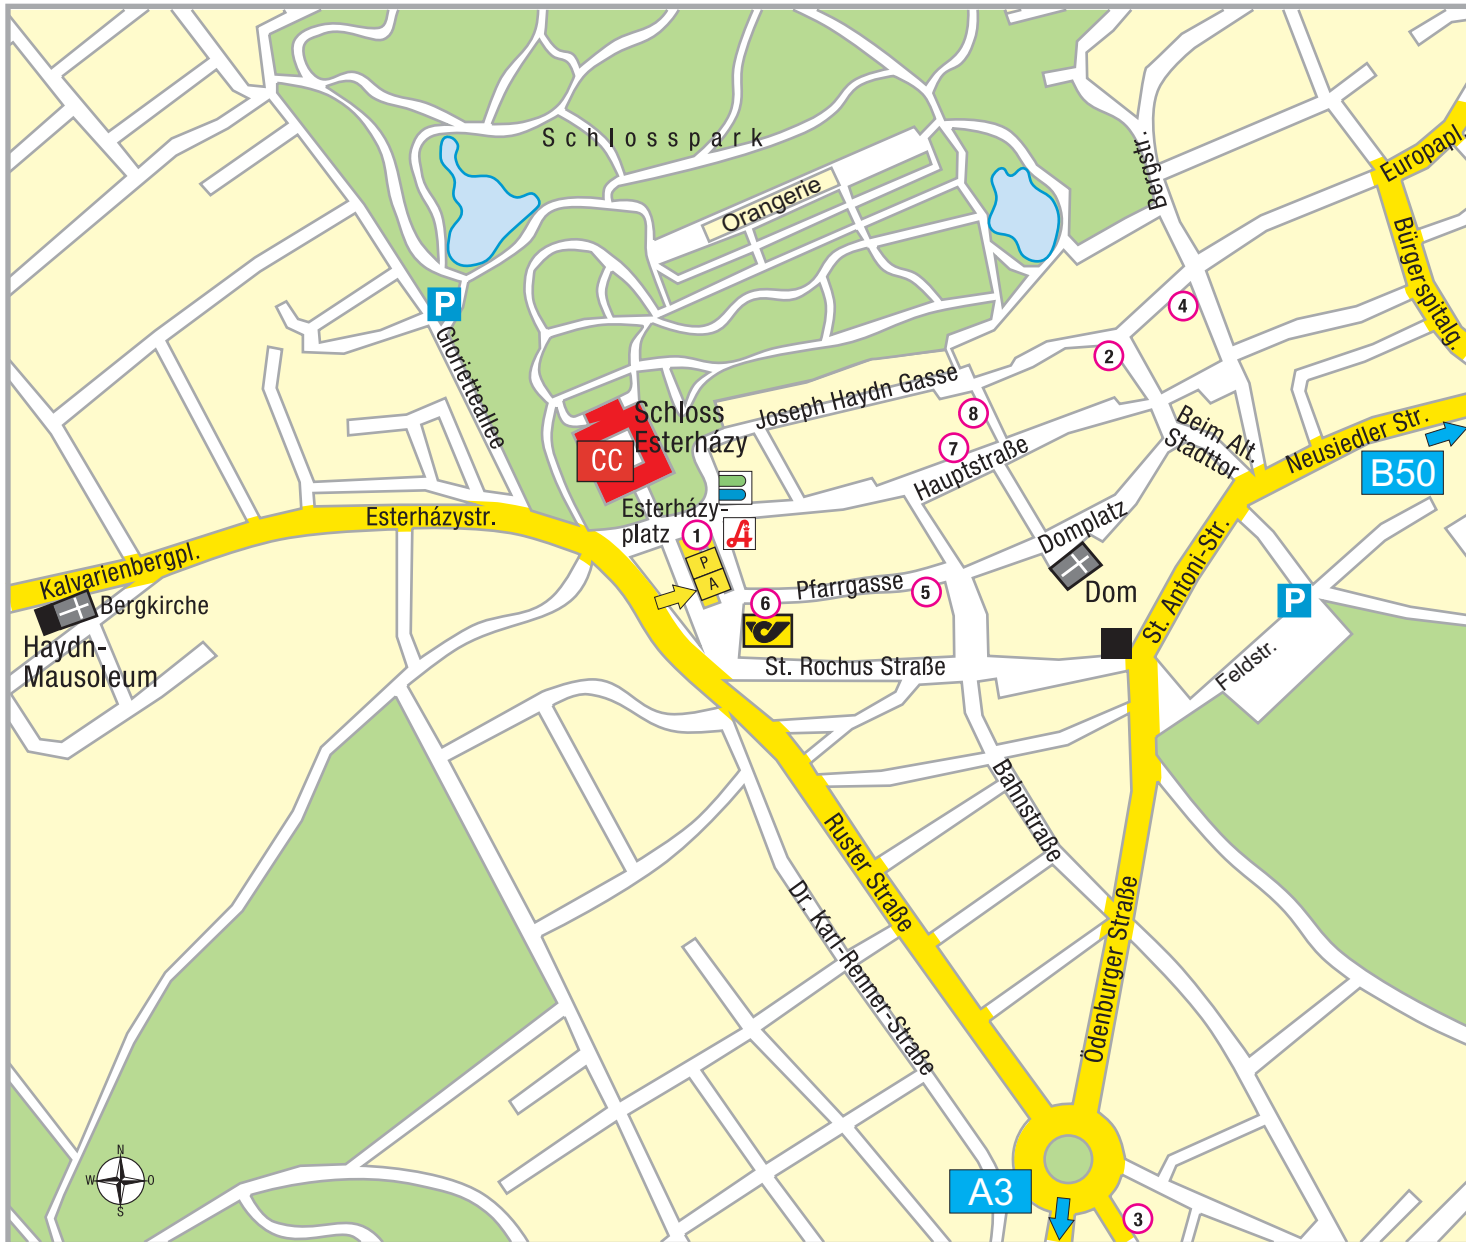 Schlosspark
Bergstr.
Europapl.
Orangerie
Bürgerspitalg.
P
Glorietteallee
4
2
Joseph Haydn Gasse
Schloss
Esterházy
CC
8
7
Hauptstraße
Beim Alt.
Stadttor
Neusiedler Str.
B50
Esterházystr.
Esterházy-
platz
1
A
P
A
Domplatz
Dom
Kalvarienbergpl.
Bergkirche
Haydn-
Mausoleum
Pfarrgasse
5
6
St. Antoni-Str.
P
St. Rochus Straße
Feldstr.
Bahnstraße
Ruster Straße
Dr. Karl-Renner-Straße
Ödenburger Straße
N
W
O
S
A3
3